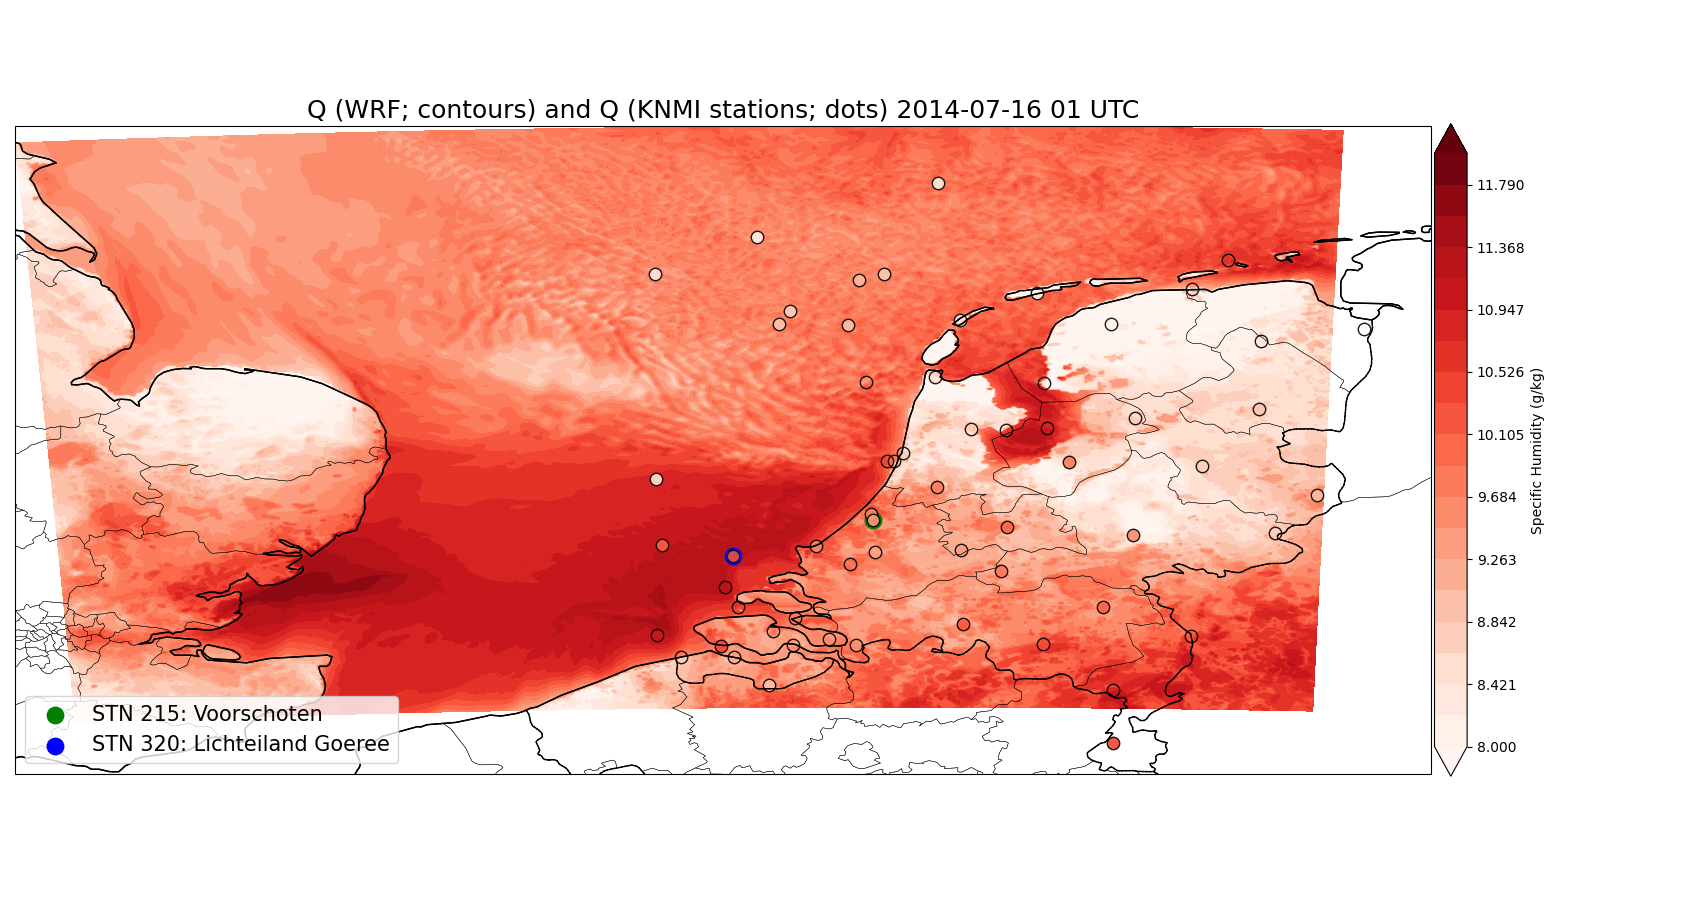 Q (WRF; contours) and Q (KNMI stations; dots) 2014-07-16 01 UTC
11.790
11.368
10.947
10.526
10.105
9.684
9.263
8.842
8.421
8.000
Specific Humidity (g/kg)
STN 215: Voorschoten
STN 320: Lichteiland Goeree